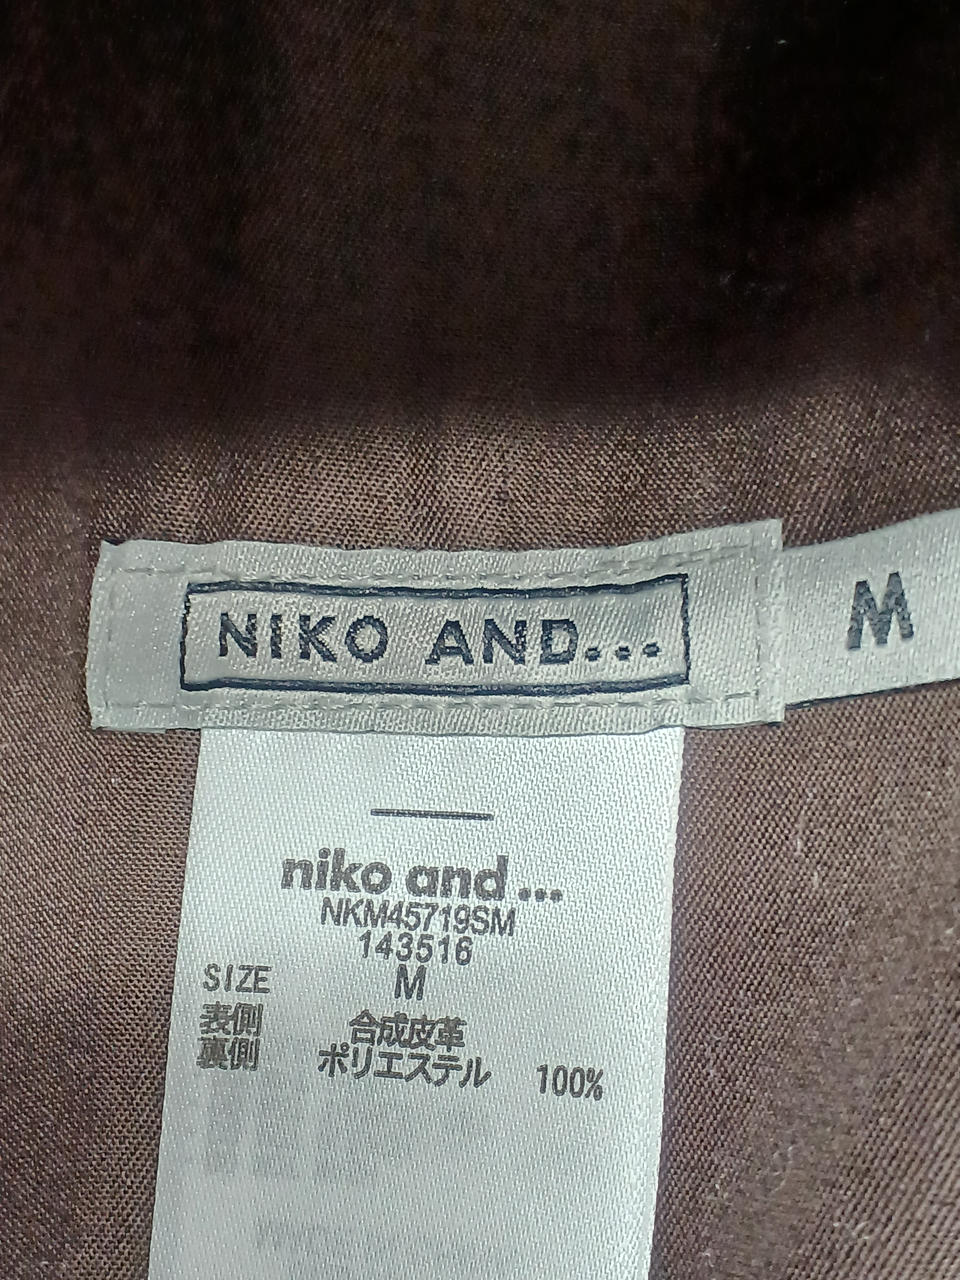 NIKO AND...
M
niko and ...
NKM45719SM
143516
SIZE M
表側 合成皮革
裏側 ポリエステル 100%